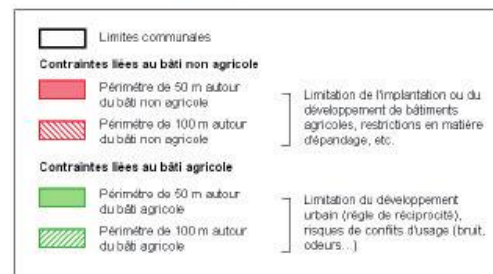 Limites communales
Contraintes liées au bâti non agricole
Périmètre de 50 m autour
du bâti non agricole
Périmètre de 100 m autour
du bâti non agricole
Limitation de l'implantation ou du
développement de bâtiments
agricoles, restrictions en matière
d'épandage, etc.
Contraintes liées au bâti agricole
Périmètre de 50 m autour
du bâti agricole
Périmètre de 100 m autour
du bâti agricole
Limitation du développement
urbain (règle de réciprocité),
risques de conflits d'usage (bruit,
odeurs...)